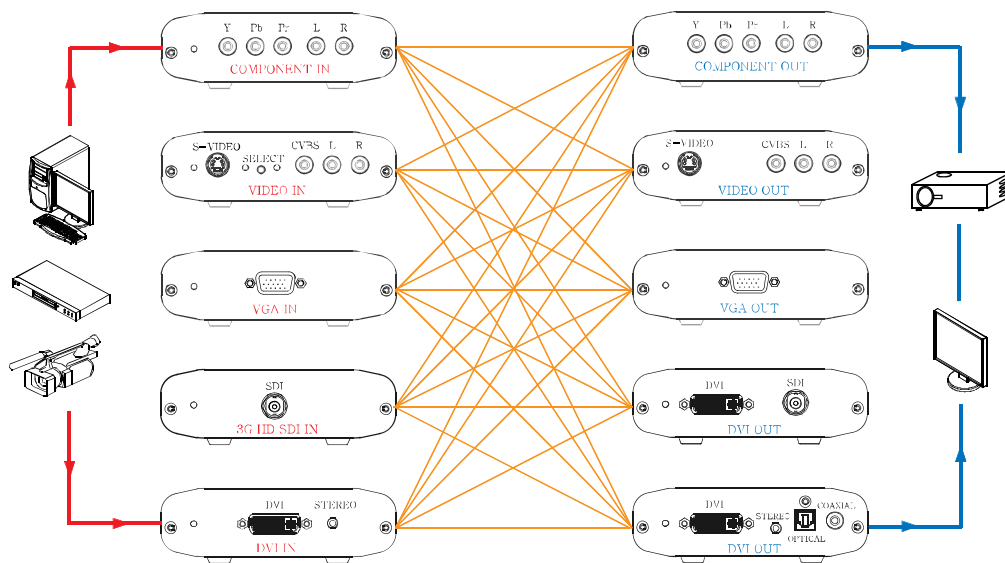 Y Pb Pr L R
COMPONENT IN
S-VIDEO SELECT CVBS L R
VIDEO IN
VGA IN
SDI
3G HD SDI IN
DVI STEREO
DVI IN
Y Pb Pr L R
COMPONENT OUT
S-VIDEO CVBS L R
VIDEO OUT
VGA OUT
DVI SDI
DVI OUT
DVI STEREO OPTICAL COAXIAL
DVI OUT